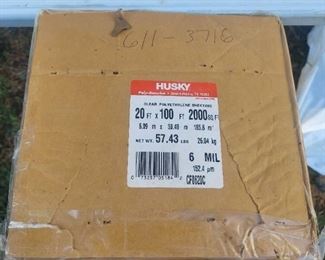 611-3716
HUSKY
CLEAR POLYETHYLENE SHEETING
20 FT X 100 FT 2000 SQ.FT
6.09 m x 30.48 m 185.8 m²
NET WT. 57.43 LBS 26.04 kg
6 MIL
152.4 µm
CF0620C